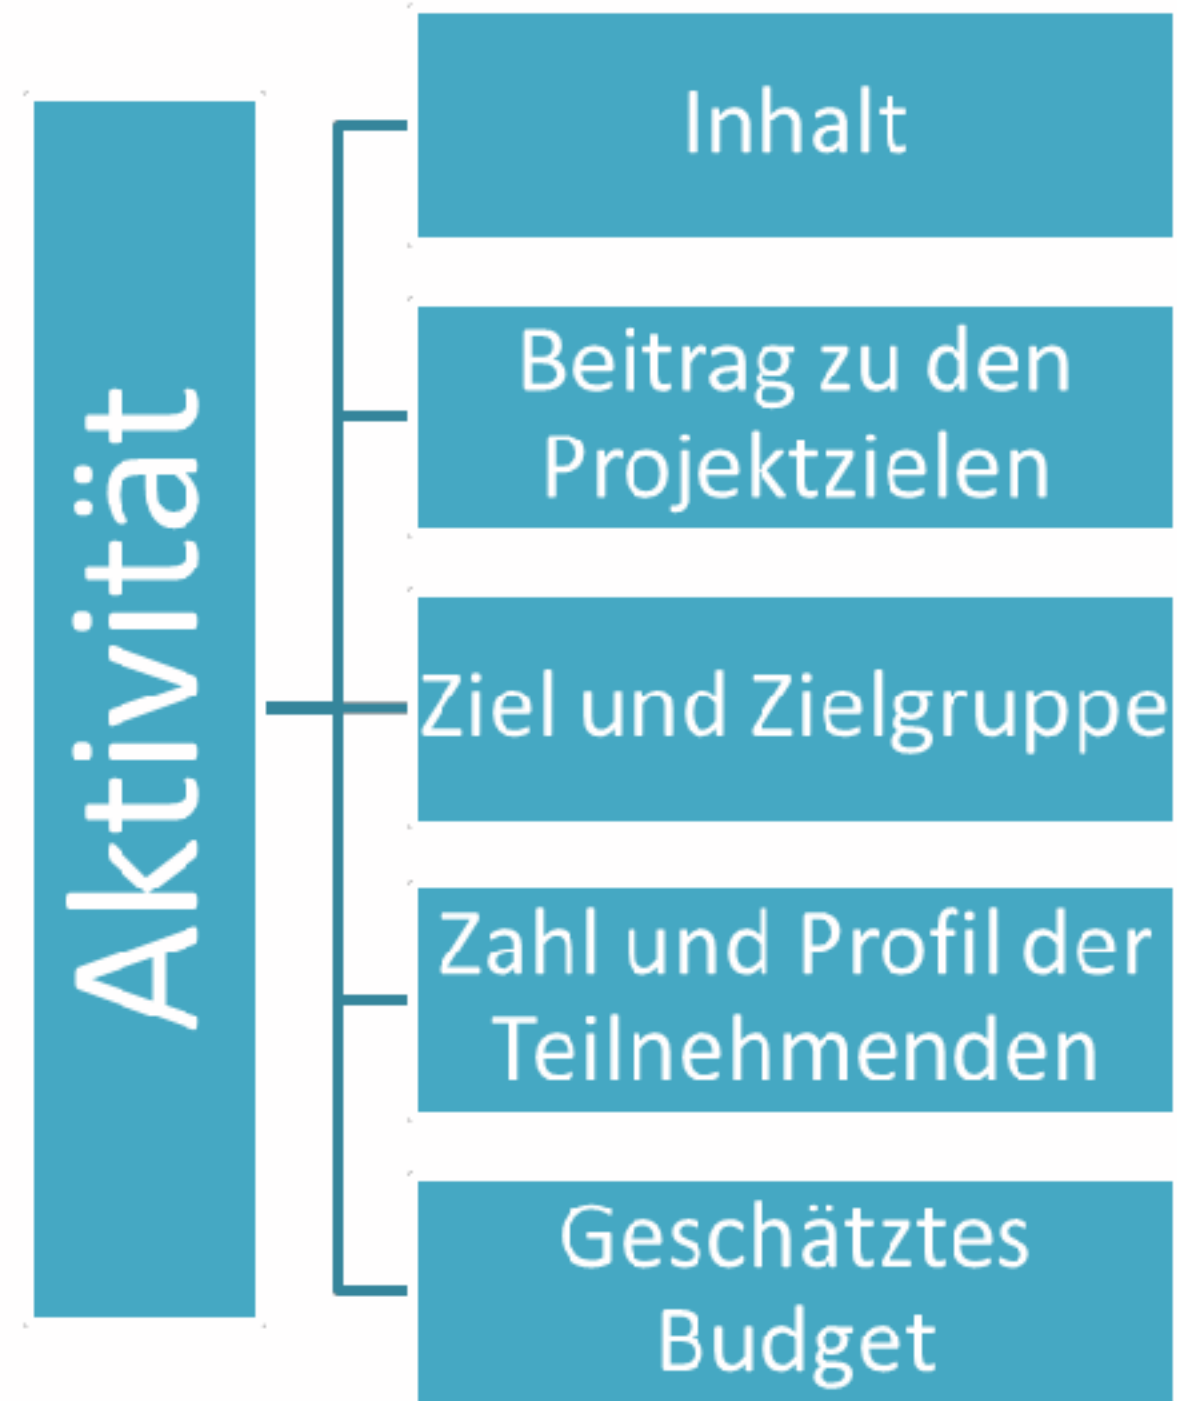 Aktivität
Inhalt
Beitrag zu den
Projektzielen
Ziel und Zielgruppe
Zahl und Profil der
Teilnehmenden
Geschätztes
Budget